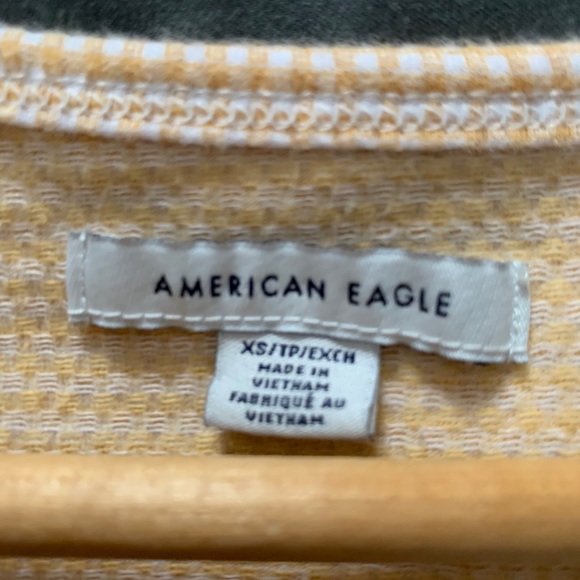 AMERICAN EAGLE
XS/TP/EXCH
MADE IN
VIETNAM
FABRIQUÉ AU
VIETNAM